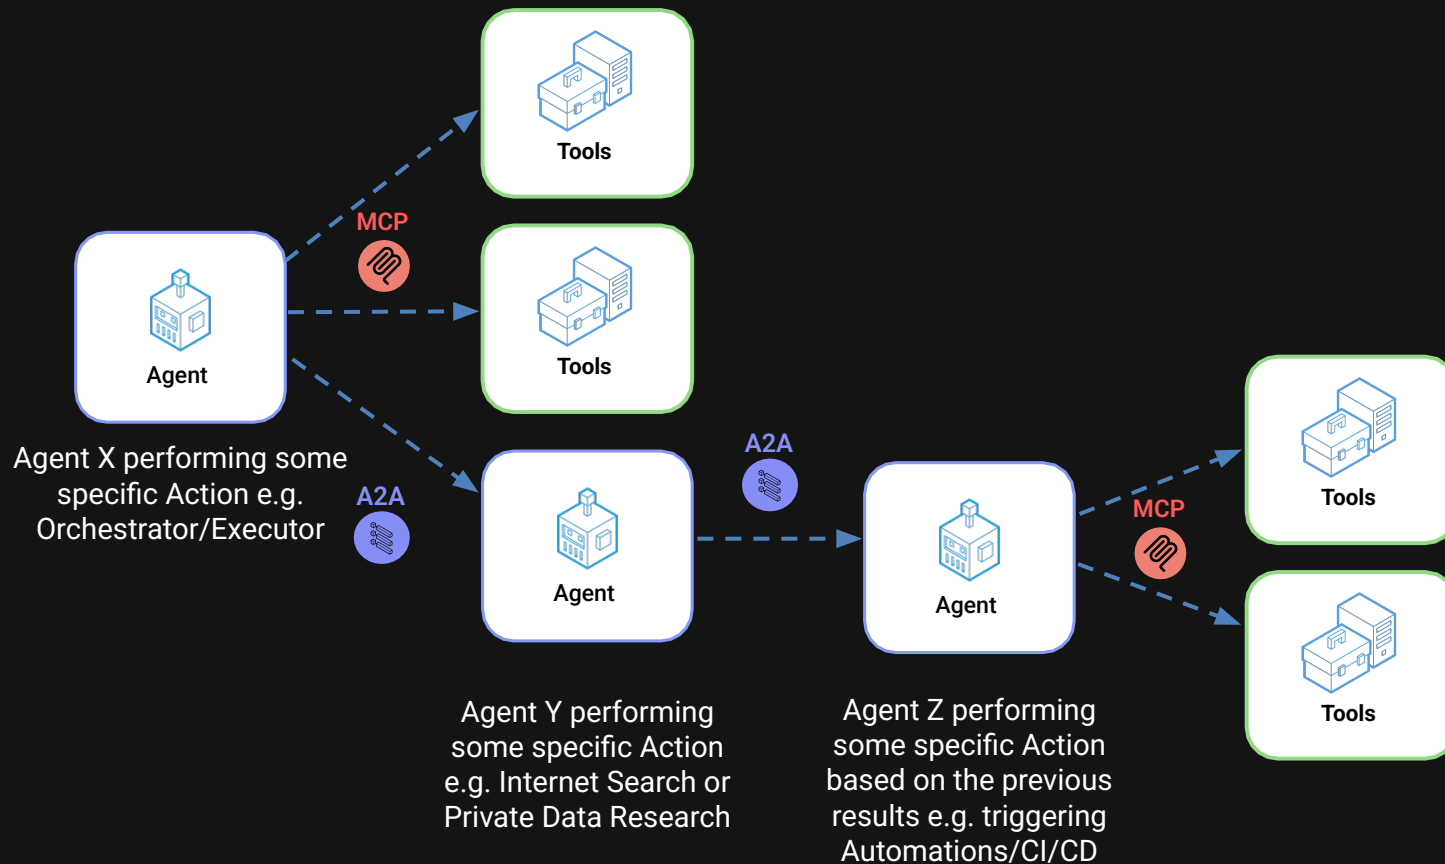 Tools
MCP
Agent
Tools
Agent X performing some
specific Action e.g.
Orchestrator/Executor
A2A
Agent
A2A
Agent
Tools
MCP
Tools
Agent Y performing
some specific Action
e.g. Internet Search or
Private Data Research
Agent Z performing
some specific Action
based on the previous
results e.g. triggering
Automations/CI/CD